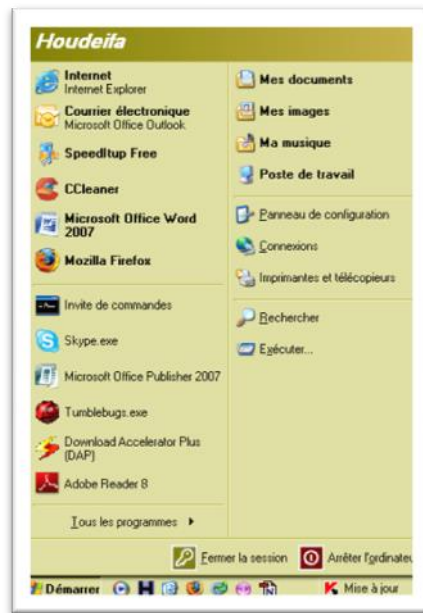 Houdeifa
Internet
Internet Explorer
Courrier électronique
Microsoft Office Outlook
SpeedItup Free
CCleaner
Microsoft Office Word
2007
Mozilla Firefox
Invite de commandes
Skype.exe
Microsoft Office Publisher 2007
Tumblebugs.exe
Download Accelerator Plus
(DAP)
Adobe Reader 8
Tous les programmes
Mes documents
Mes images
Ma musique
Poste de travail
Panneau de configuration
Connexions
Imprimantes et télécopieurs
Rechercher
Exécuter...
Fermer la session
Arrêter l'ordinateu
Démarrer
Mise à jour